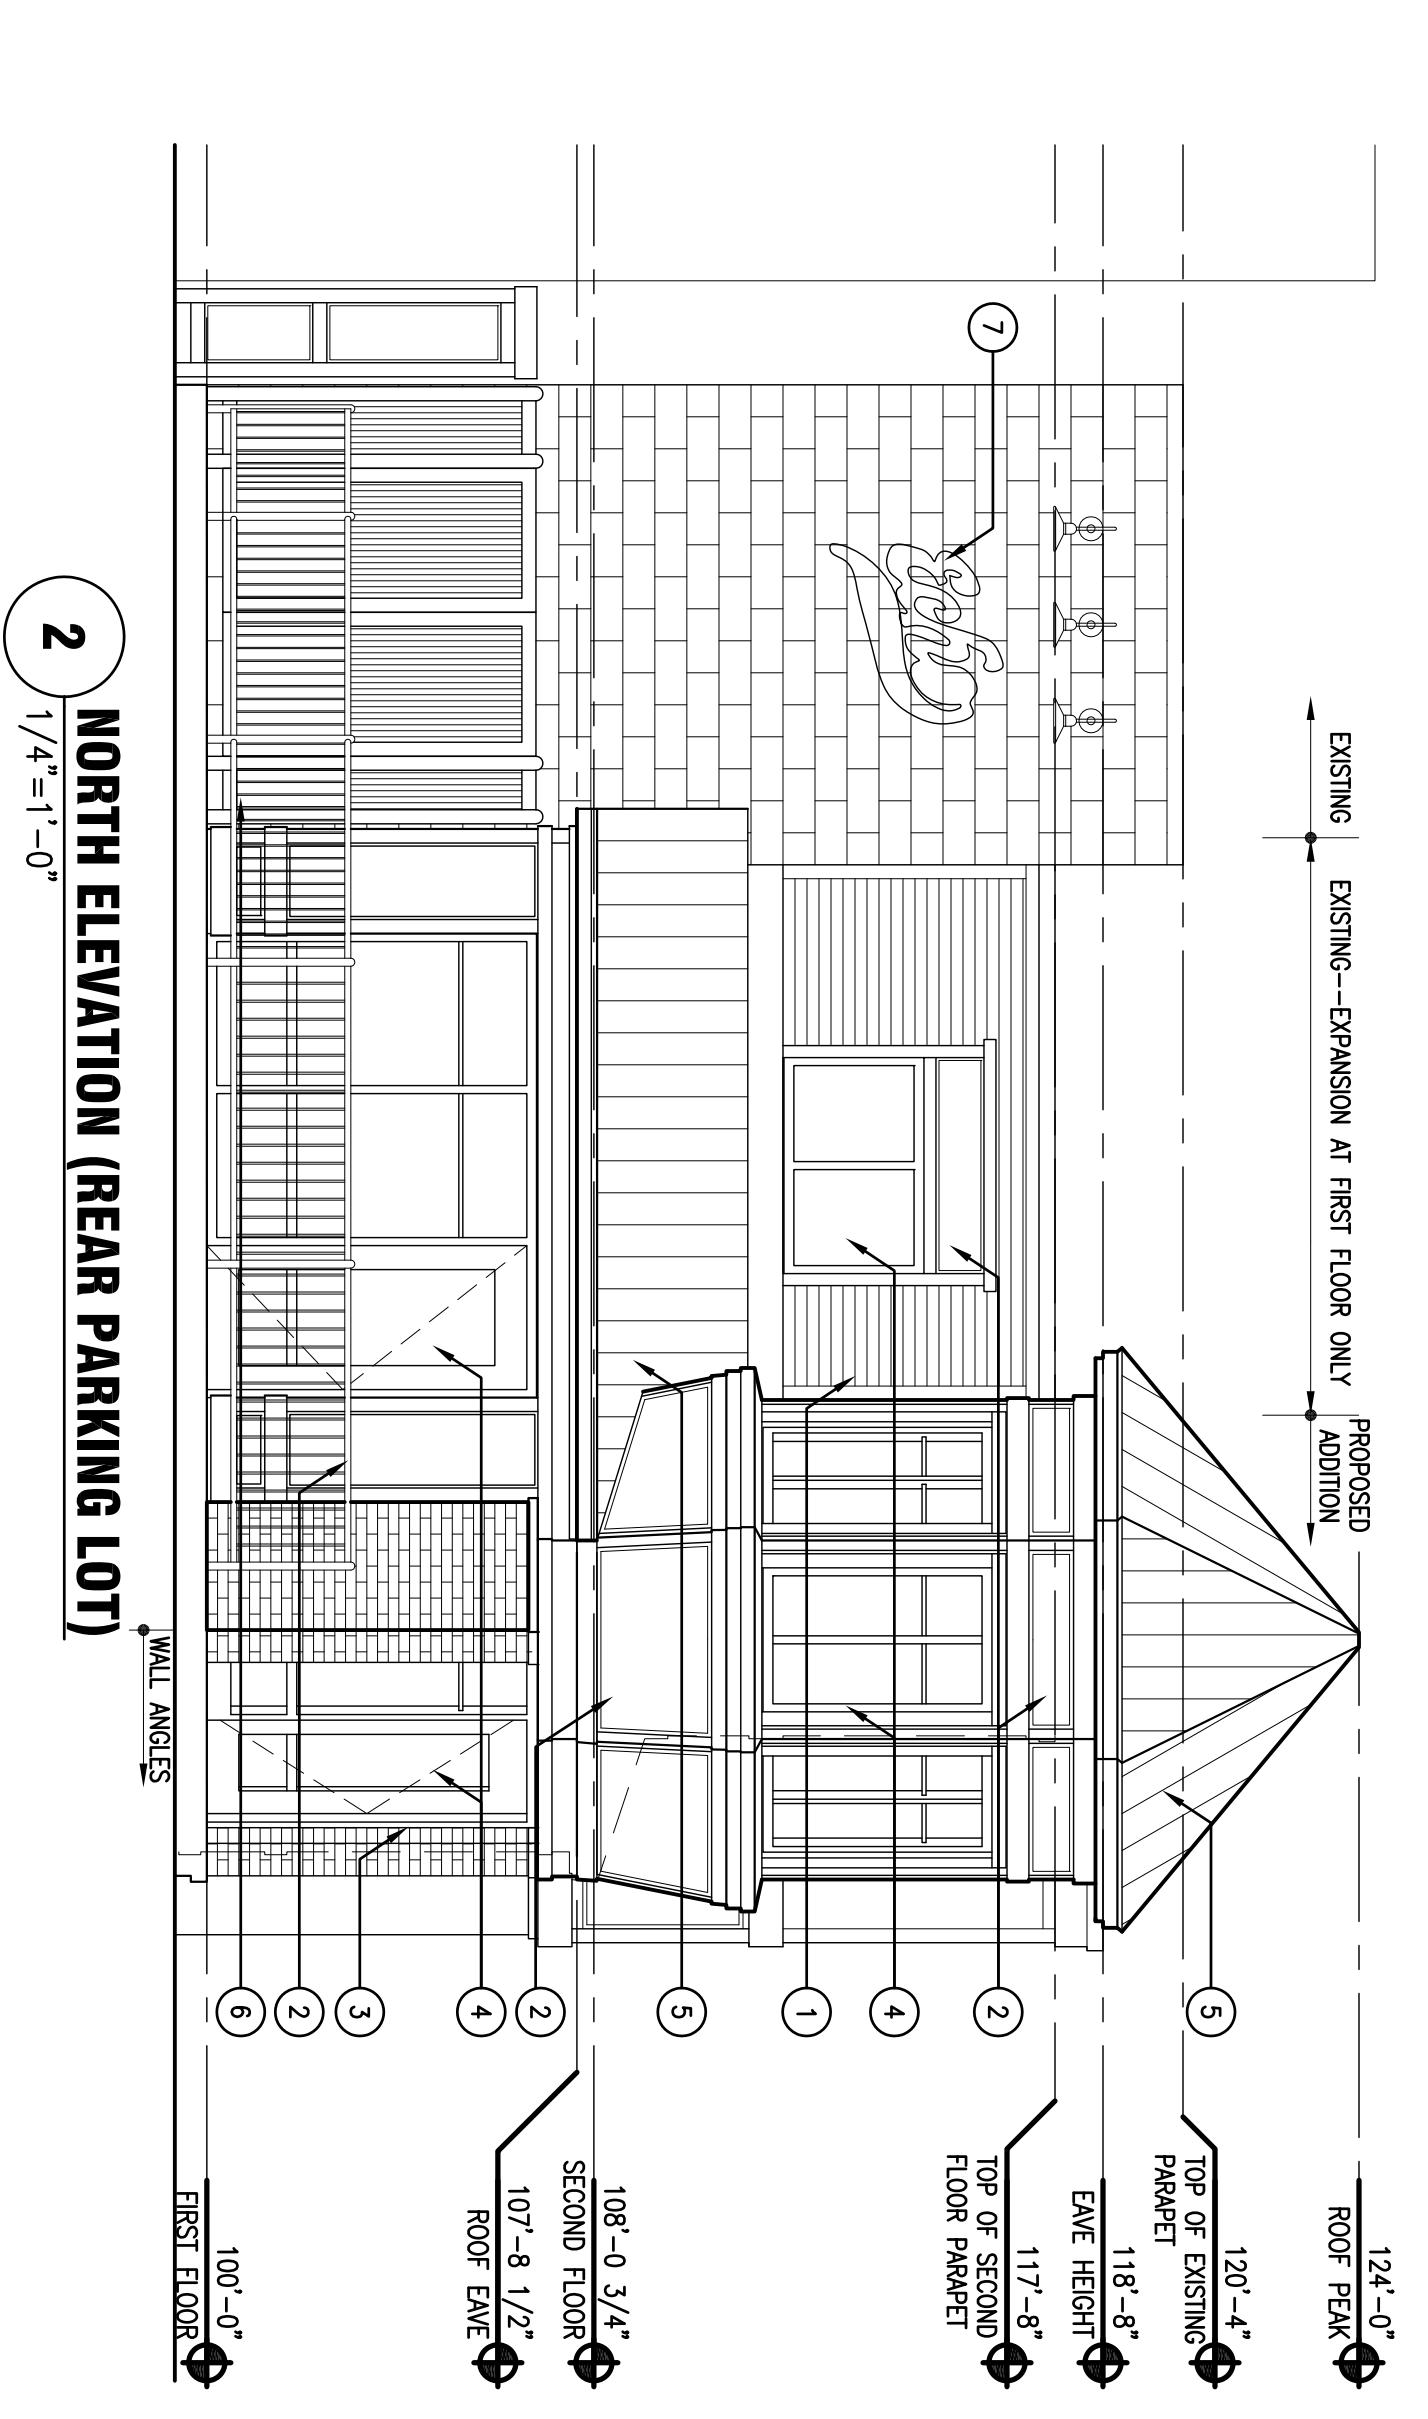 EXISTING
EXISTING--EXPANSION AT FIRST FLOOR ONLY
PROPOSED
ADDITION
124'-0"
ROOF PEAK
120'-4"
TOP OF EXISTING
PARAPET
118'-8"
EAVE HEIGHT
117'-8"
TOP OF SECOND
FLOOR PARAPET
108'-0 3/4"
SECOND FLOOR
107'-8 1/2"
ROOF EAVE
100'-0"
FIRST FLOOR
7
5
2
4
1
5
2
4
3
2
6
WALL ANGLES
2
NORTH ELEVATION (REAR PARKING LOT)
1/4"=1'-0"